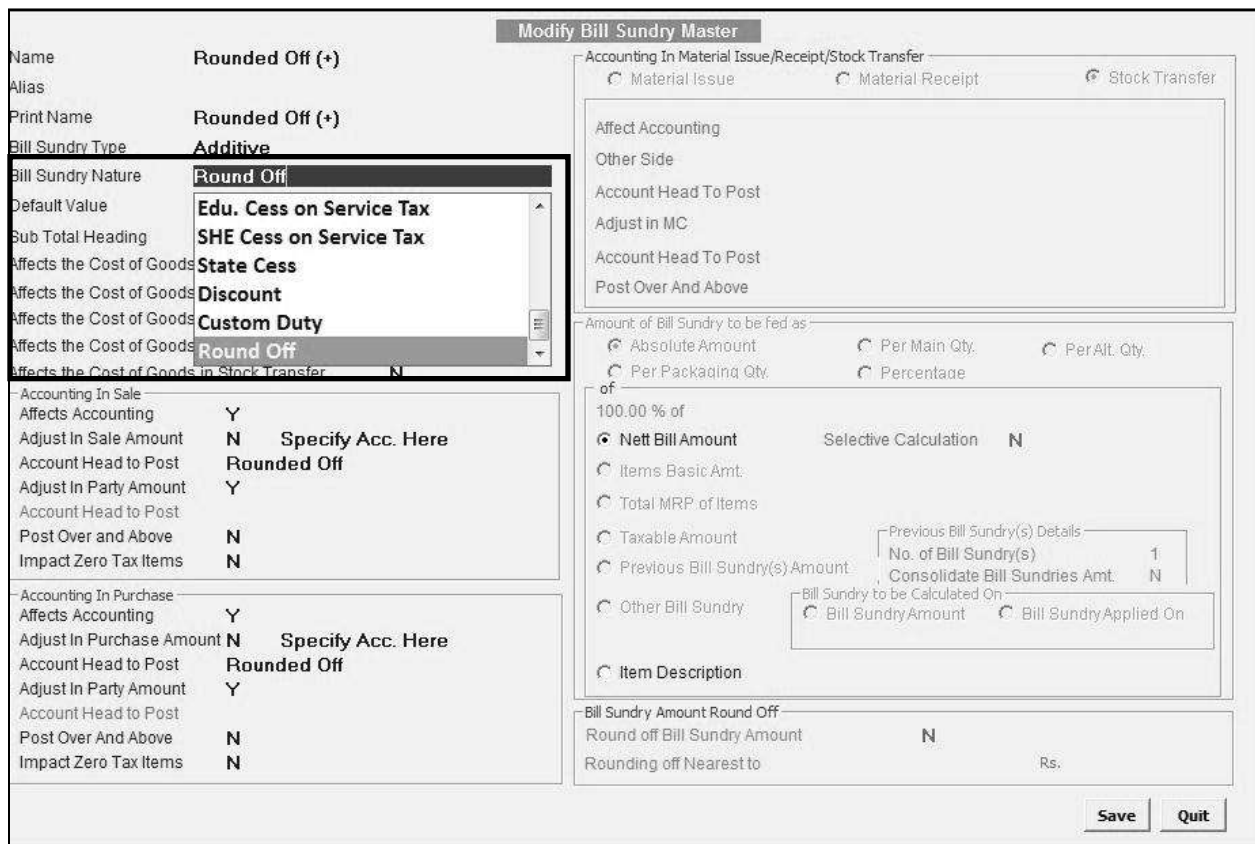 Modify Bill Sundry Master
Name Rounded Off (+)
Alias
Print Name Rounded Off (+)
Bill Sundry Type Additive
Bill Sundry Nature Round Off
Default Value
Sub Total Heading
Affects the Cost of Goods
Affects the Cost of Goods
Affects the Cost of Goods
Affects the Cost of Goods
Affects the Cost of Goods in Stock Transfer N
Edu. Cess on Service Tax
SHE Cess on Service Tax
State Cess
Discount
Custom Duty
Round Off
Accounting In Sale
Affects Accounting Y
Adjust In Sale Amount N Specify Acc. Here
Account Head to Post Rounded Off
Adjust In Party Amount Y
Account Head to Post
Post Over and Above N
Impact Zero Tax Items N
Accounting In Purchase
Affects Accounting Y
Adjust In Purchase Amount N Specify Acc. Here
Account Head to Post Rounded Off
Adjust In Party Amount Y
Account Head to Post
Post Over And Above N
Impact Zero Tax Items N
Accounting In Material Issue/Receipt/Stock Transfer
Material Issue Material Receipt Stock Transfer
Affect Accounting
Other Side
Account Head To Post
Adjust in MC
Account Head To Post
Post Over And Above
Amount of Bill Sundry to be fed as
Absolute Amount Per Main Qty. Per Alt. Qty.
Per Packaging Qty. Percentage
of
100.00 % of
Nett Bill Amount Selective Calculation N
Items Basic Amt.
Total MRP of Items
Taxable Amount
Previous Bill Sundry(s) Amount
Previous Bill Sundry(s) Details
No. of Bill Sundry(s) 1
Consolidate Bill Sundries Amt. N
Other Bill Sundry
Bill Sundry to be Calculated On
Bill Sundry Amount Bill Sundry Applied On
Item Description
Bill Sundry Amount Round Off
Round off Bill Sundry Amount N
Rounding off Nearest to Rs.
Save Quit